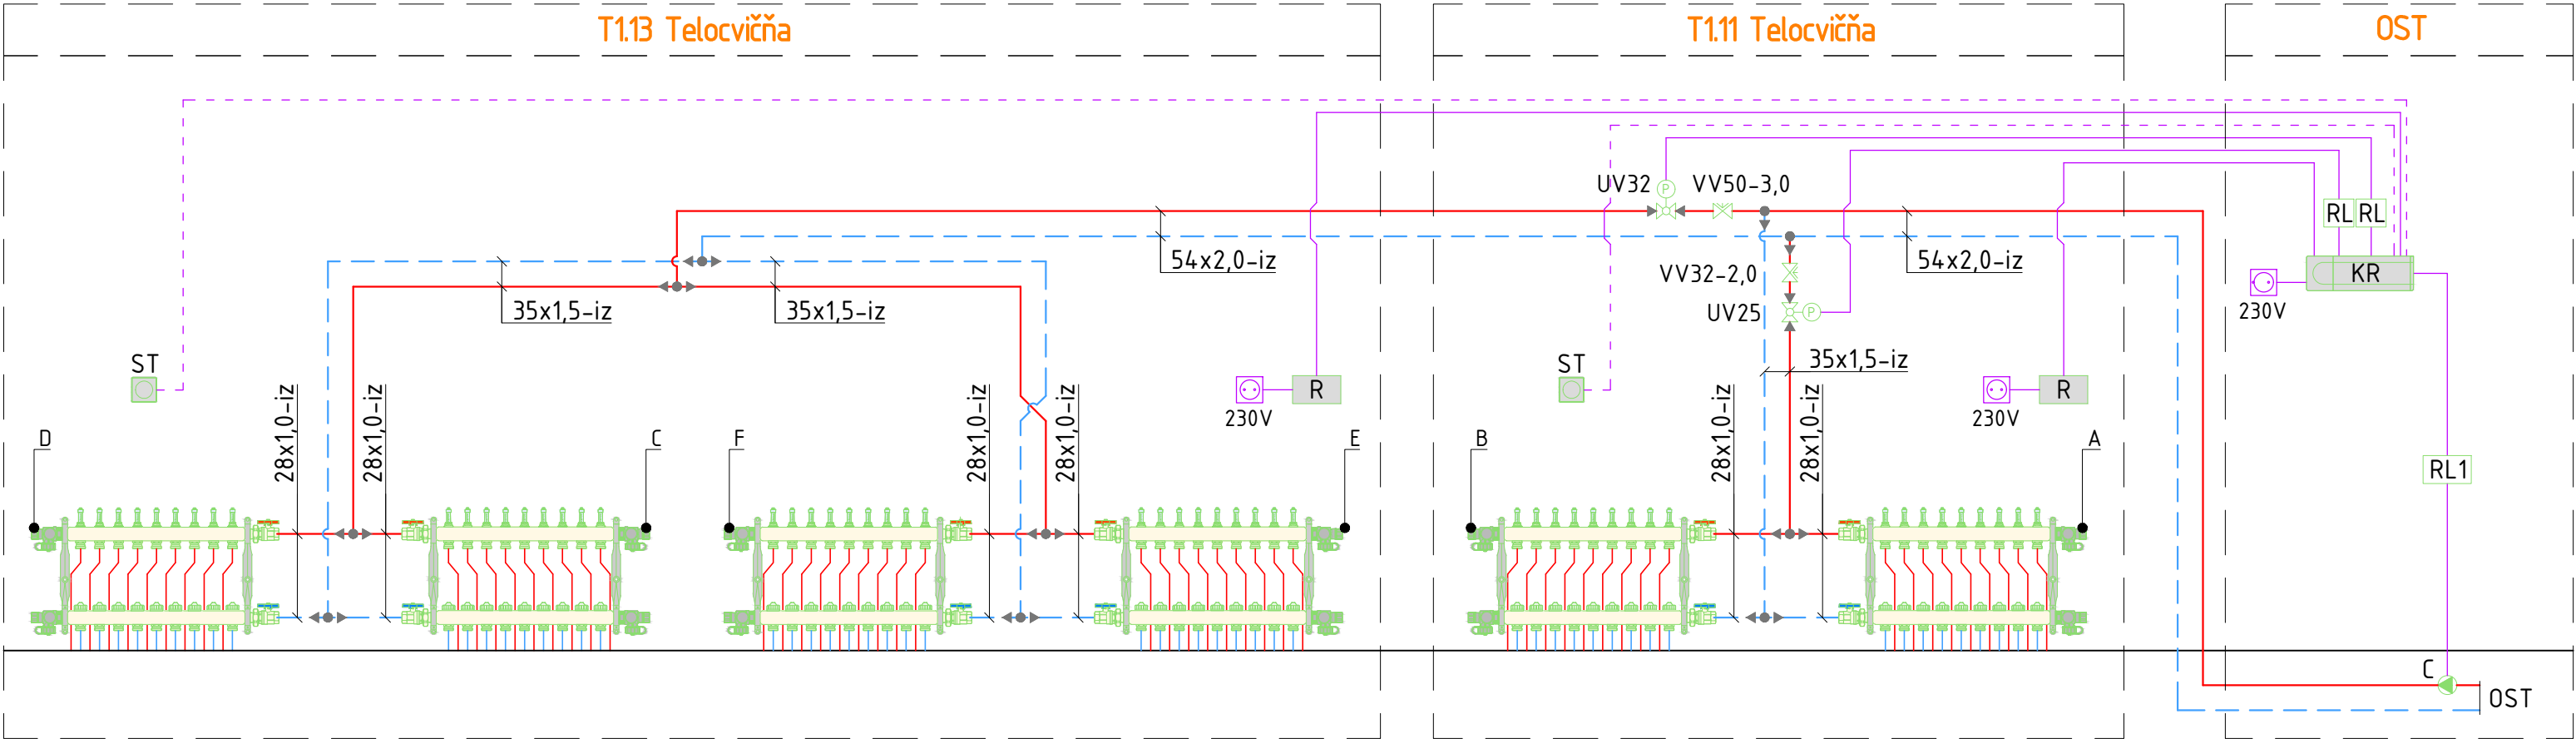 T1.13 Telocvičňa
T1.11 Telocvičňa
OST
UV32
P
VV50-3,0
RL
RL
54x2,0-iz
54x2,0-iz
VV32-2,0
KR
35x1,5-iz
35x1,5-iz
UV25
P
230V
ST
ST
35x1,5-iz
R
R
230V
230V
28x1,0-iz
28x1,0-iz
28x1,0-iz
28x1,0-iz
28x1,0-iz
28x1,0-iz
D
C
F
E
B
A
RL1
C
OST